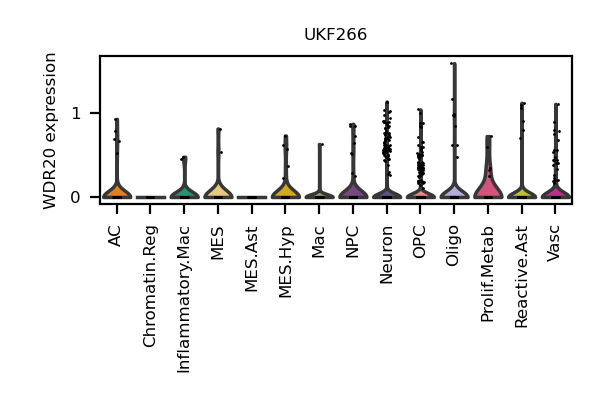 UKF266
WDR20 expression
1
0
AC
Chromatin.Reg
Inflammatory.Mac
MES
MES.Ast
MES.Hyp
Mac
NPC
Neuron
OPC
Oligo
Prolif.Metab
Reactive.Ast
Vasc